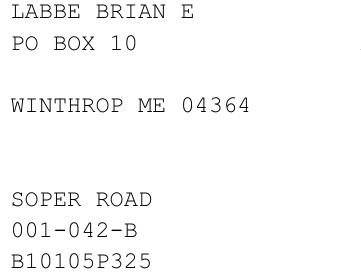 LABBE BRIAN E
PO BOX 10
WINTHROP ME 04364
SOPER ROAD
001-042-B
B10105P325